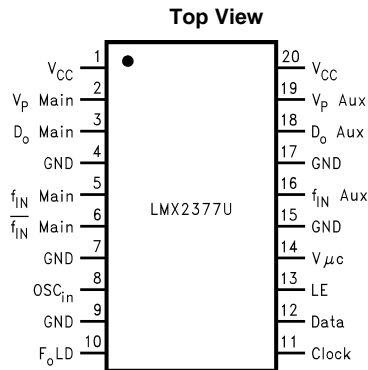 Top View
V_CC 1 20 V_CC
V_P Main 2 19 V_P Aux
D_o Main 3 18 D_o Aux
GND 4 17 GND
f_IN Main 5 16 f_IN Aux
f̅_I̅N̅ Main 6 15 GND
LMX2377U
GND 7 14 Vμc
OSC_in 8 13 LE
GND 9 12 Data
F_oLD 10 11 Clock